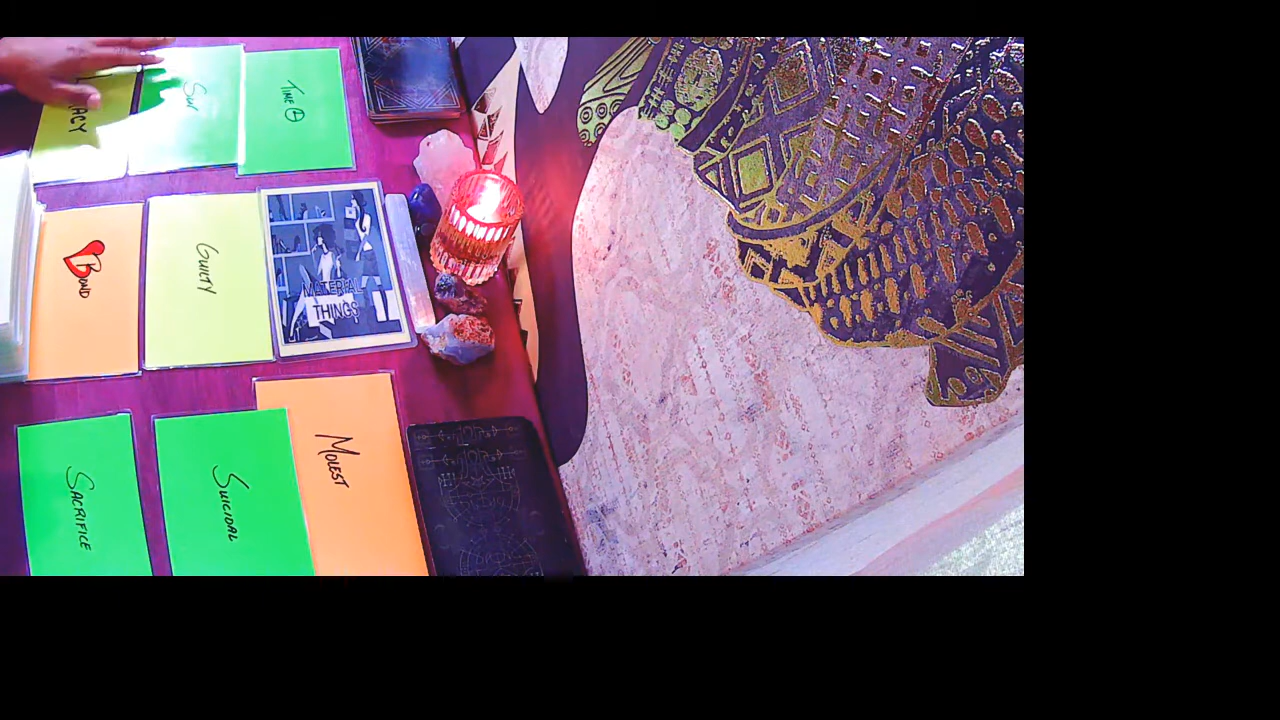 TIME
BOND
GUILTY
MATERIAL
THINGS
MOLEST
SUICIDAL
SACRIFICE